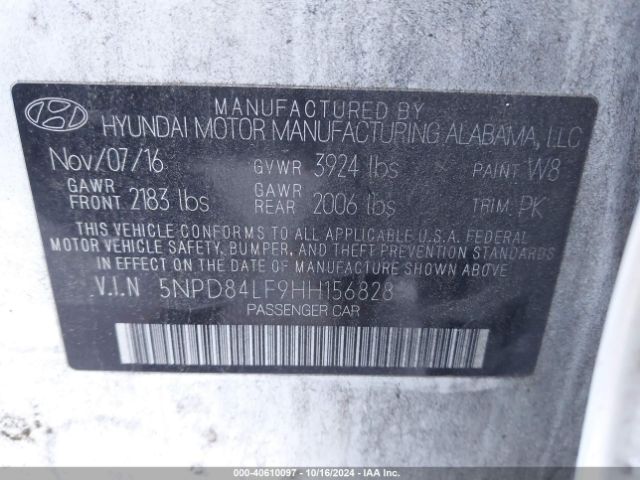 MANUFACTURED BY
HYUNDAI MOTOR MANUFACTURING ALABAMA, LLC
Nov/07/16 GVWR 3924 lbs PAINT W8
GAWR FRONT 2183 lbs GAWR REAR 2006 lbs TRIM PK
THIS VEHICLE CONFORMS TO ALL APPLICABLE U.S.A. FEDERAL
MOTOR VEHICLE SAFETY, BUMPER, AND THEFT PREVENTION STANDARDS
IN EFFECT ON THE DATE OF MANUFACTURE SHOWN ABOVE.
V.I.N 5NPD84LF9HH156828
PASSENGER CAR
000-40610097 - 10/16/2024 - IAA Inc.